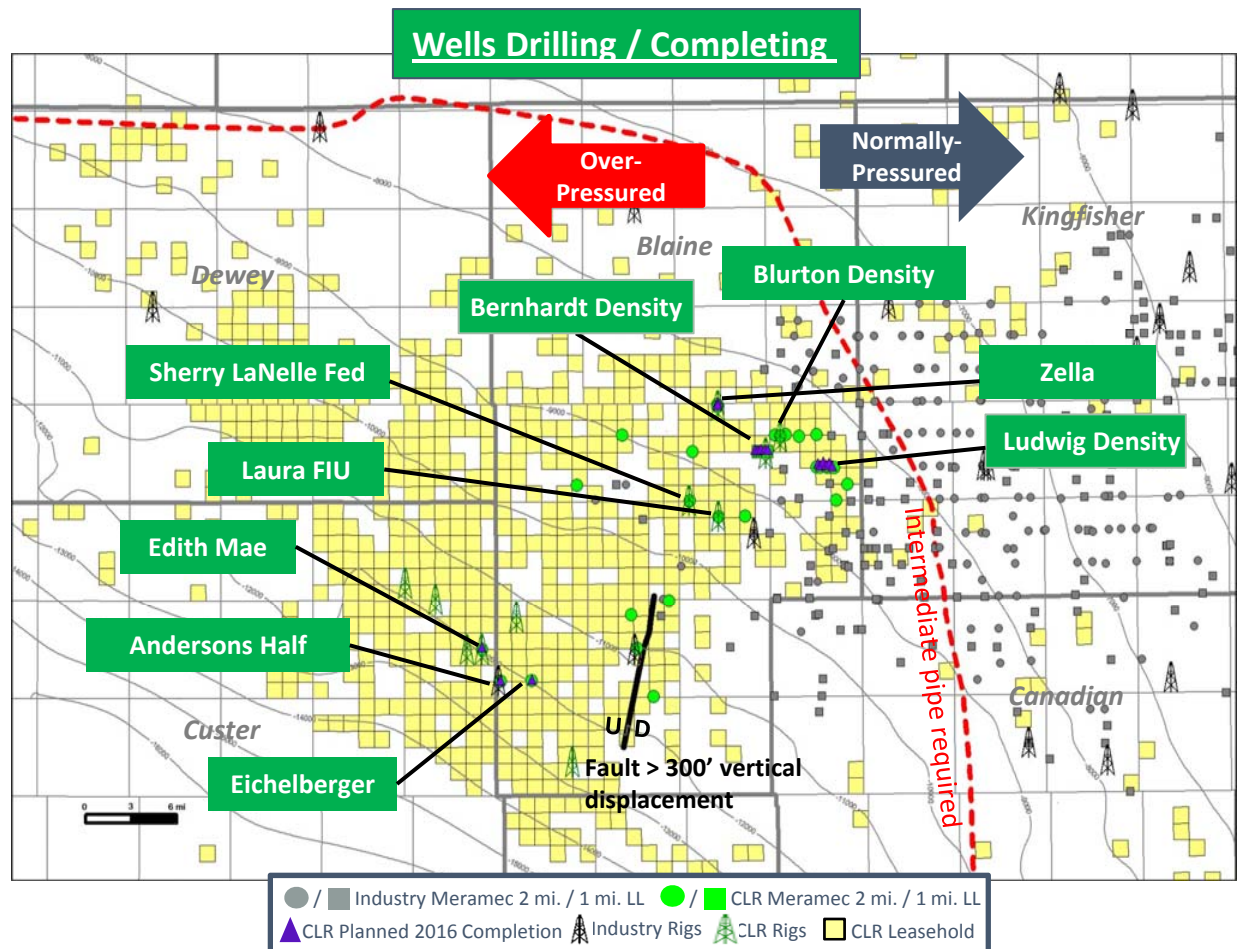 Wells Drilling / Completing
Over-
Pressured
Normally-
Pressured
Kingfisher
Blaine
Dewey
Blurton Density
Bernhardt Density
Sherry LaNelle Fed
Zella
Ludwig Density
Laura FIU
Edith Mae
Andersons Half
Intermediate pipe required
Canadian
Custer
U D
Eichelberger
Fault > 300’ vertical
displacement
0 3 6 mi
/ Industry Meramec 2 mi. / 1 mi. LL / CLR Meramec 2 mi. / 1 mi. LL
CLR Planned 2016 Completion Industry Rigs CLR Rigs CLR Leasehold